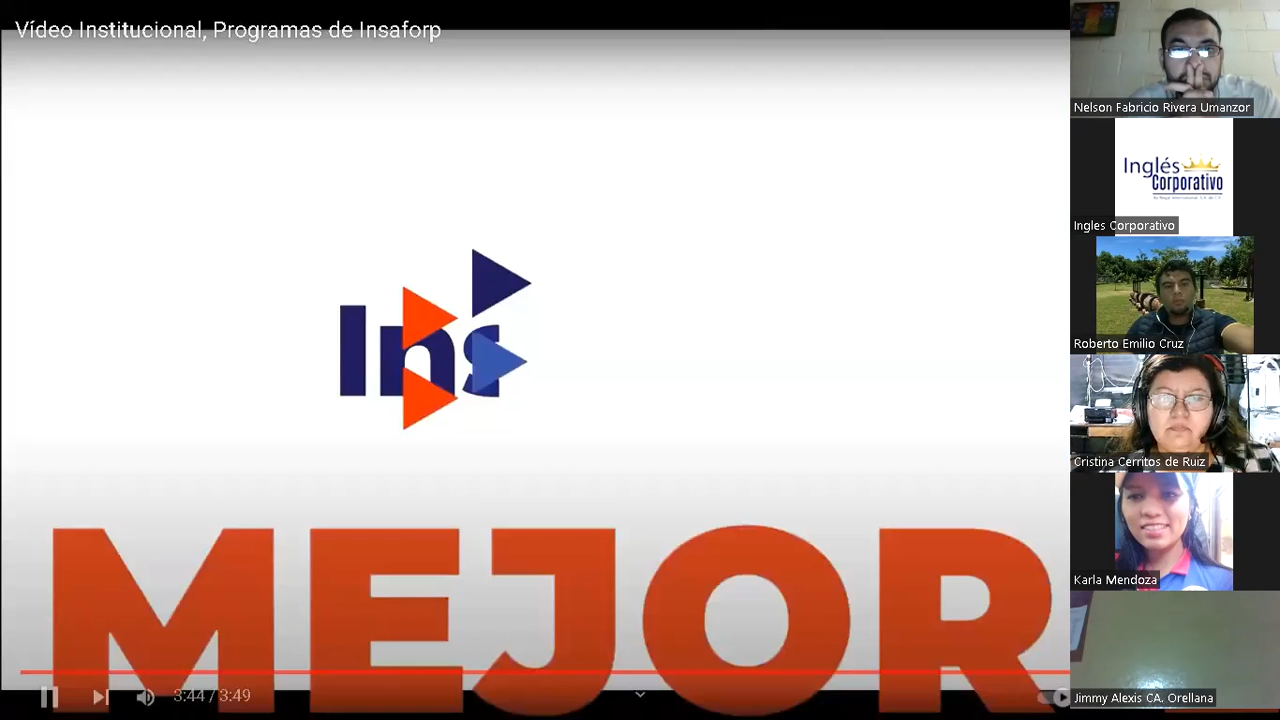 Vídeo Institucional, Programas de Insaforp
Ins
MEJOR
3:44 / 3:49
Nelson Fabricio Rivera Umanzor
Inglés
Corporativo
Ingles Corporativo
Roberto Emilio Cruz
Cristina Cerritos de Ruiz
Karla Mendoza
Jimmy Alexis CA. Orellana